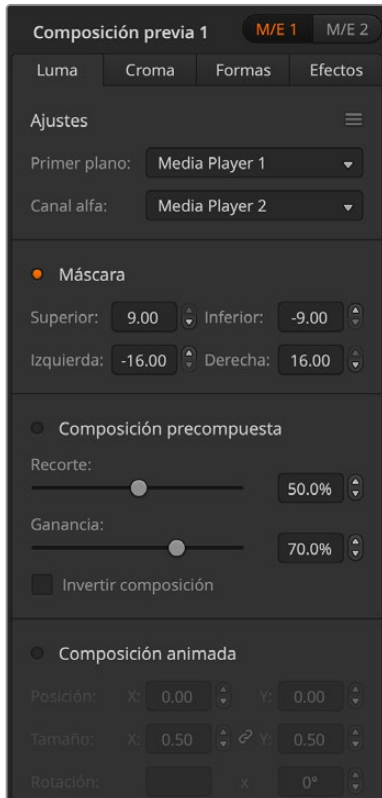 Composición previa 1 M/E 1 M/E 2
Luma Croma Formas Efectos
Ajustes
Primer plano: Media Player 1
Canal alfa: Media Player 2
Máscara
Superior: 9.00 Inferior: -9.00
Izquierda: -16.00 Derecha: 16.00
Composición precompuesta
Recorte:
50.0%
Ganancia:
70.0%
Invertir composición
Composición animada
Posición: X: 0.00 Y: 0.00
Tamaño: X: 0.50 Y: 0.50
Rotación: x 0°